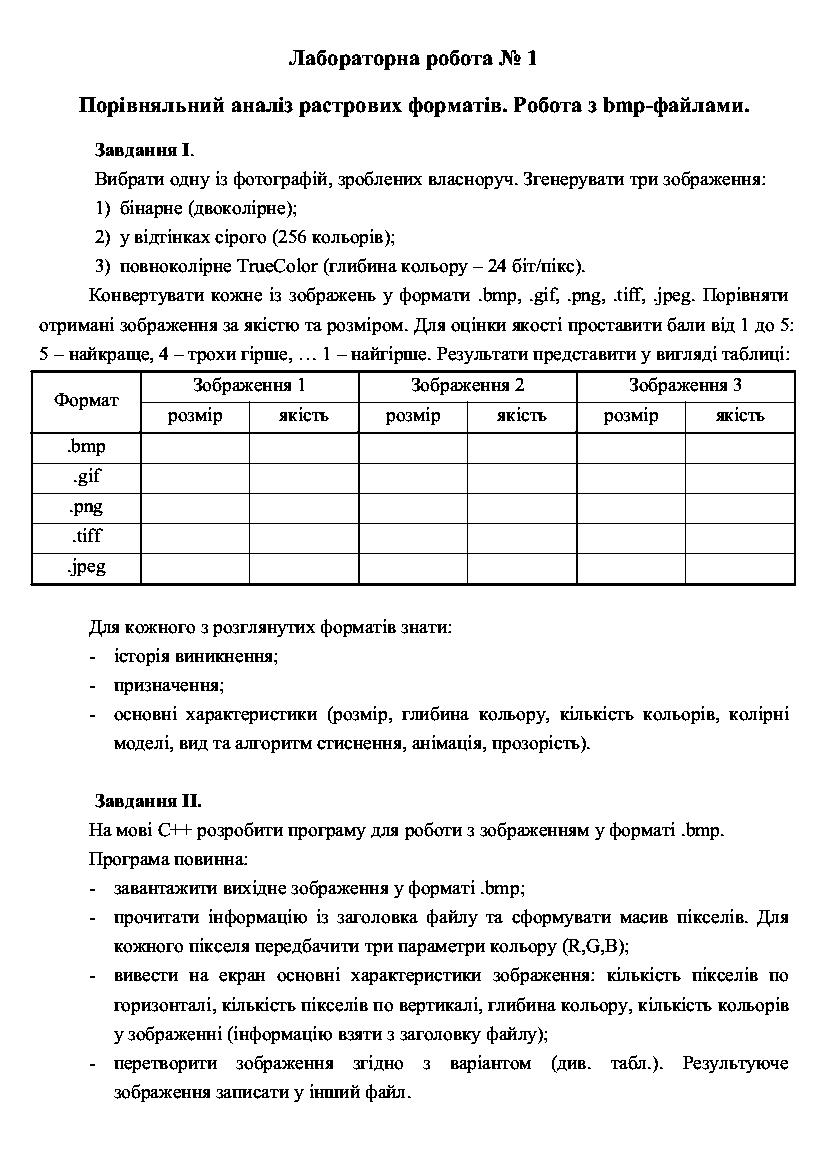 Лабораторна робота № 1
Порівняльний аналіз растрових форматів. Робота з bmp-файлами.
Завдання І.
Вибрати одну із фотографій, зроблених власноруч. Згенерувати три зображення:
1) бінарне (двоколірне);
2) у відтінках сірого (256 кольорів);
3) повноколірне TrueColor (глибина кольору – 24 біт/пікс).
Конвертувати кожне із зображень у формати .bmp, .gif, .png, .tiff, .jpeg. Порівняти
отримані зображення за якістю та розміром. Для оцінки якості проставити бали від 1 до 5:
5 – найкраще, 4 – трохи гірше, … 1 – найгірше. Результати представити у вигляді таблиці:
Формат Зображення 1 Зображення 2 Зображення 3
розмір якість розмір якість розмір якість
.bmp
.gif
.png
.tiff
.jpeg
Для кожного з розглянутих форматів знати:
- історія виникнення;
- призначення;
- основні характеристики (розмір, глибина кольору, кількість кольорів, колірні
моделі, вид та алгоритм стиснення, анімація, прозорість).
Завдання ІІ.
На мові C++ розробити програму для роботи з зображенням у форматі .bmp.
Програма повинна:
- завантажити вихідне зображення у форматі .bmp;
- прочитати інформацію із заголовка файлу та сформувати масив пікселів. Для
кожного пікселя передбачити три параметри кольору (R,G,B);
- вивести на екран основні характеристики зображення: кількість пікселів по
горизонталі, кількість пікселів по вертикалі, глибина кольору, кількість кольорів
у зображенні (інформацію взяти з заголовку файлу);
- перетворити зображення згідно з варіантом (див. табл.). Результуюче
зображення записати у інший файл.